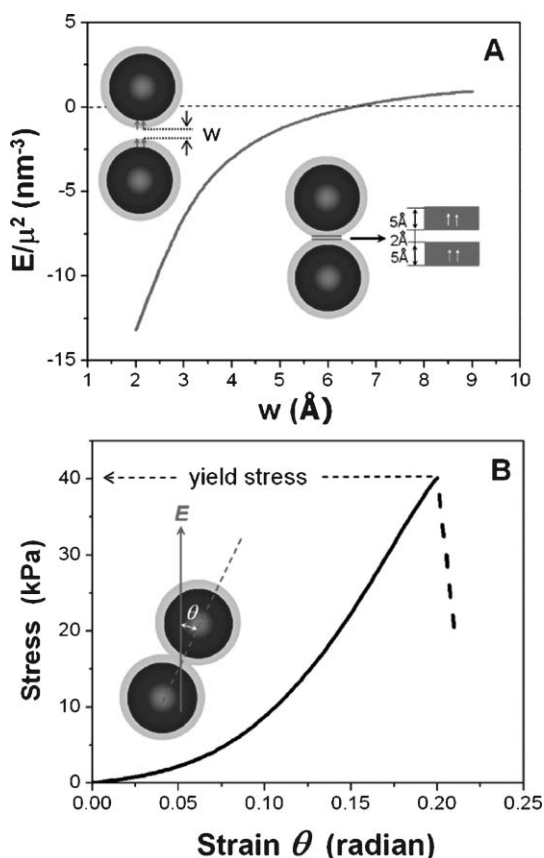 A
E/μ² (nm⁻³)
0
-5
-10
-15
w
5Å
2Å
5Å
1 2 3 4 5 6 7 8 9 10
w (Å)
B
yield stress
E
θ
Stress (kPa)
40
30
20
10
0
0.00 0.05 0.10 0.15 0.20 0.25
Strain θ (radian)